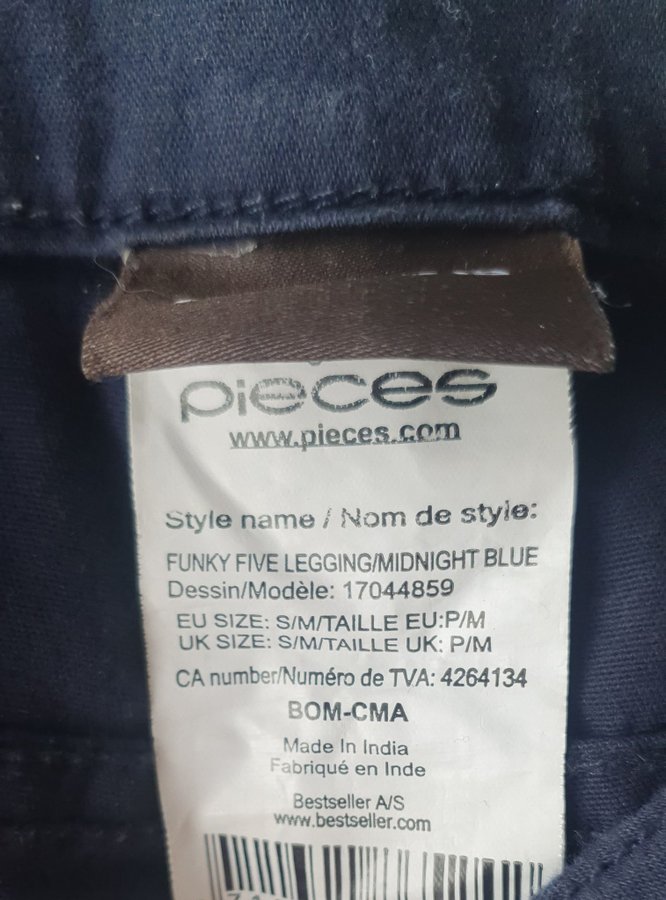 pieces
www.pieces.com
Style name / Nom de style:
FUNKY FIVE LEGGING/MIDNIGHT BLUE
Dessin/Modèle: 17044859
EU SIZE: S/M/TAILLE EU:P/M
UK SIZE: S/M/TAILLE UK: P/M
CA number/Numéro de TVA: 4264134
BOM-CMA
Made In India
Fabriqué en Inde
Bestseller A/S
www.bestseller.com